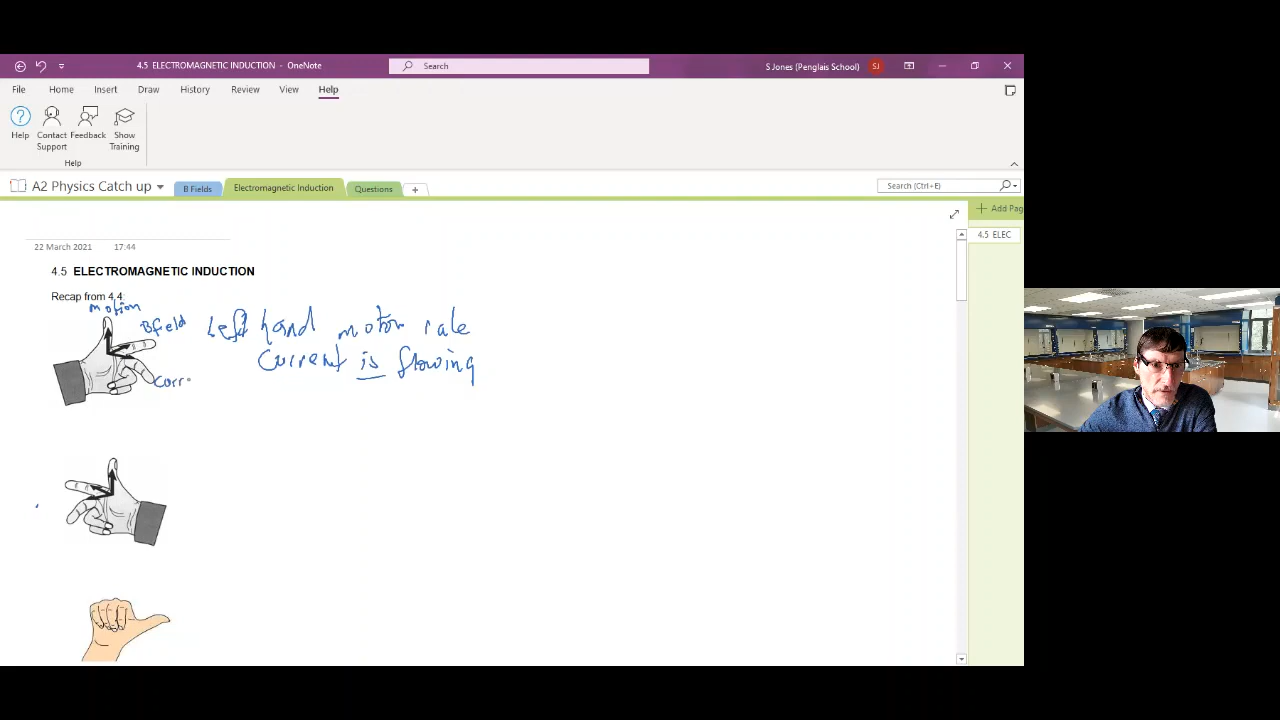 4.5 ELECTROMAGNETIC INDUCTION - OneNote
Search
S Jones (Penglais School)
SJ
File
Home
Insert
Draw
History
Review
View
Help
Help
Contact Support
Feedback
Show Training
Help
A2 Physics Catch up
B Fields
Electromagnetic Induction
Questions
+
Search (Ctrl+E)
+ Add Pag
4.5 ELEC
22 March 2021 17:44
4.5 ELECTROMAGNETIC INDUCTION
Recap from 4.4:
motion
Bfield
Left hand motor rule
Current is flowing
Curr